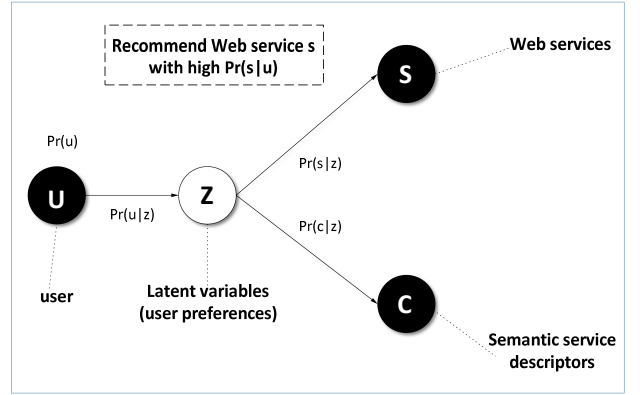 Recommend Web service s
with high Pr(s|u)
S
Web services
Pr(u)
Pr(s|z)
U
Z
Pr(u|z)
Pr(c|z)
user
Latent variables
(user preferences)
C
Semantic service
descriptors